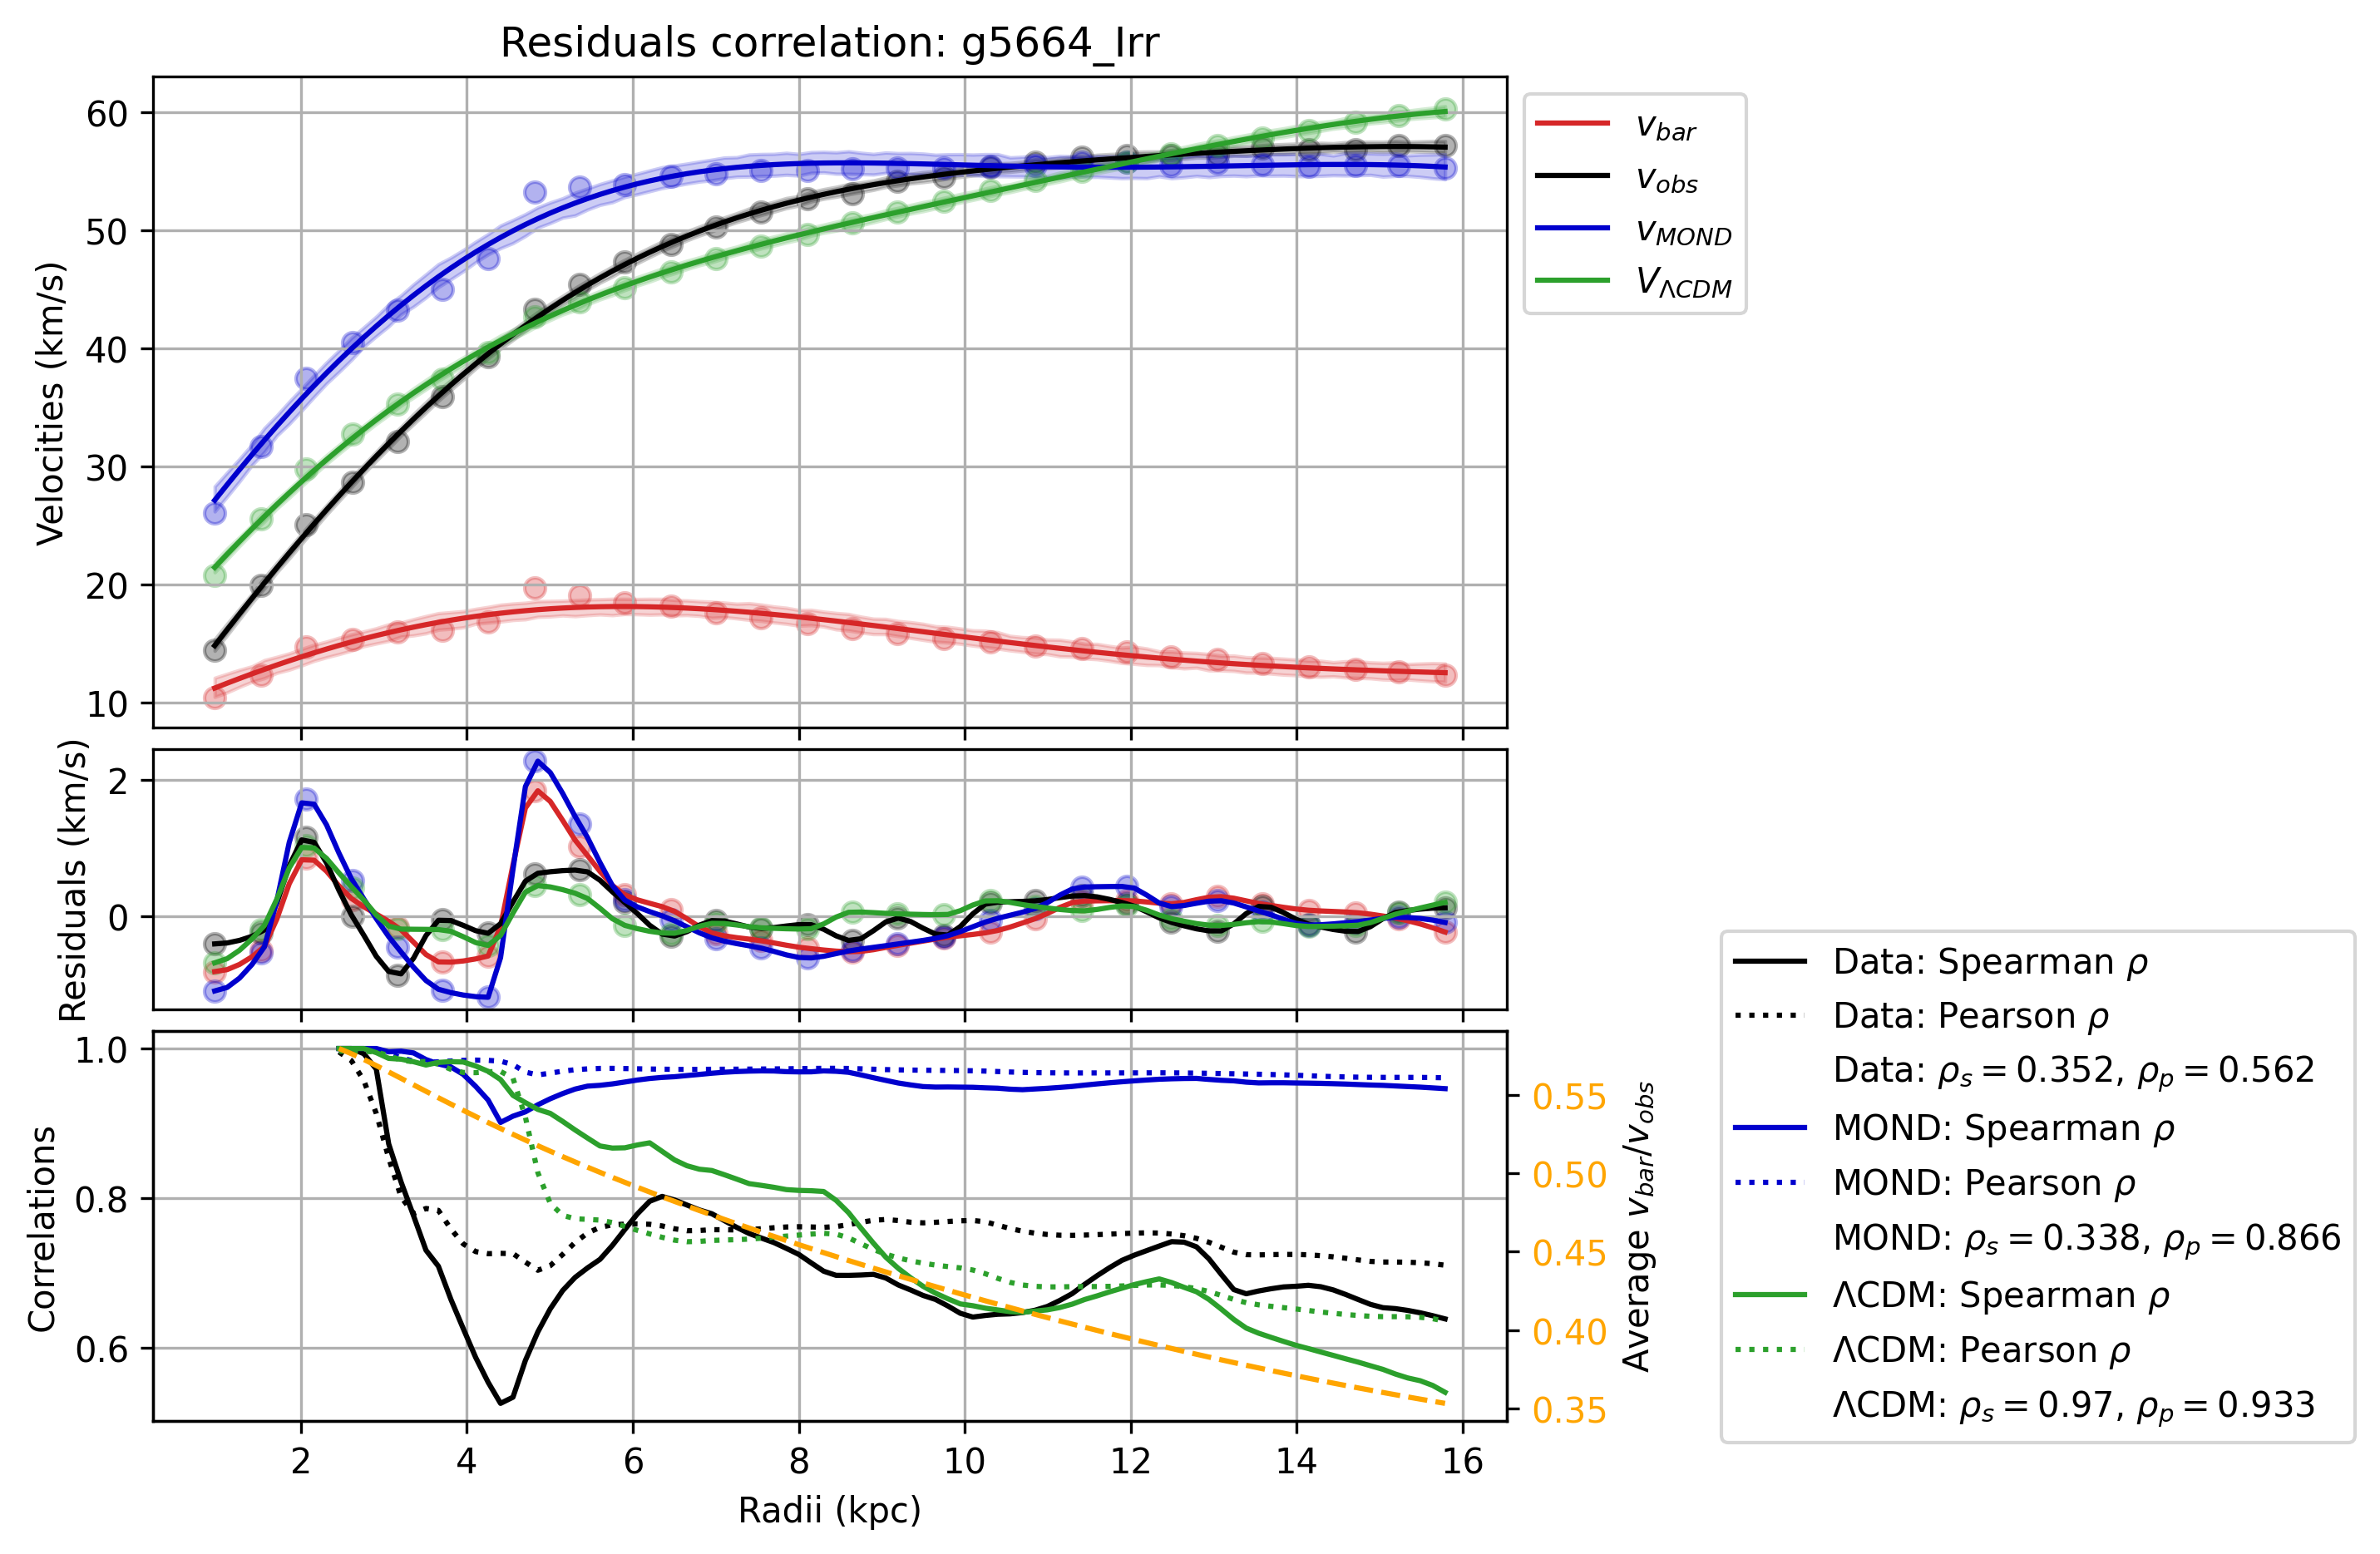 Residuals correlation: g5664_Irr
Velocities (km/s)
60
50
40
30
20
10
v_bar
v_obs
v_MOND
V_ΛCDM
Residuals (km/s)
2
0
Correlations
1.0
0.8
0.6
0.55
0.50
0.45
0.40
0.35
Average v_bar/v_obs
2 4 6 8 10 12 14 16
Radii (kpc)
Data: Spearman ρ
Data: Pearson ρ
Data: ρ_s = 0.352, ρ_p = 0.562
MOND: Spearman ρ
MOND: Pearson ρ
MOND: ρ_s = 0.338, ρ_p = 0.866
ΛCDM: Spearman ρ
ΛCDM: Pearson ρ
ΛCDM: ρ_s = 0.97, ρ_p = 0.933